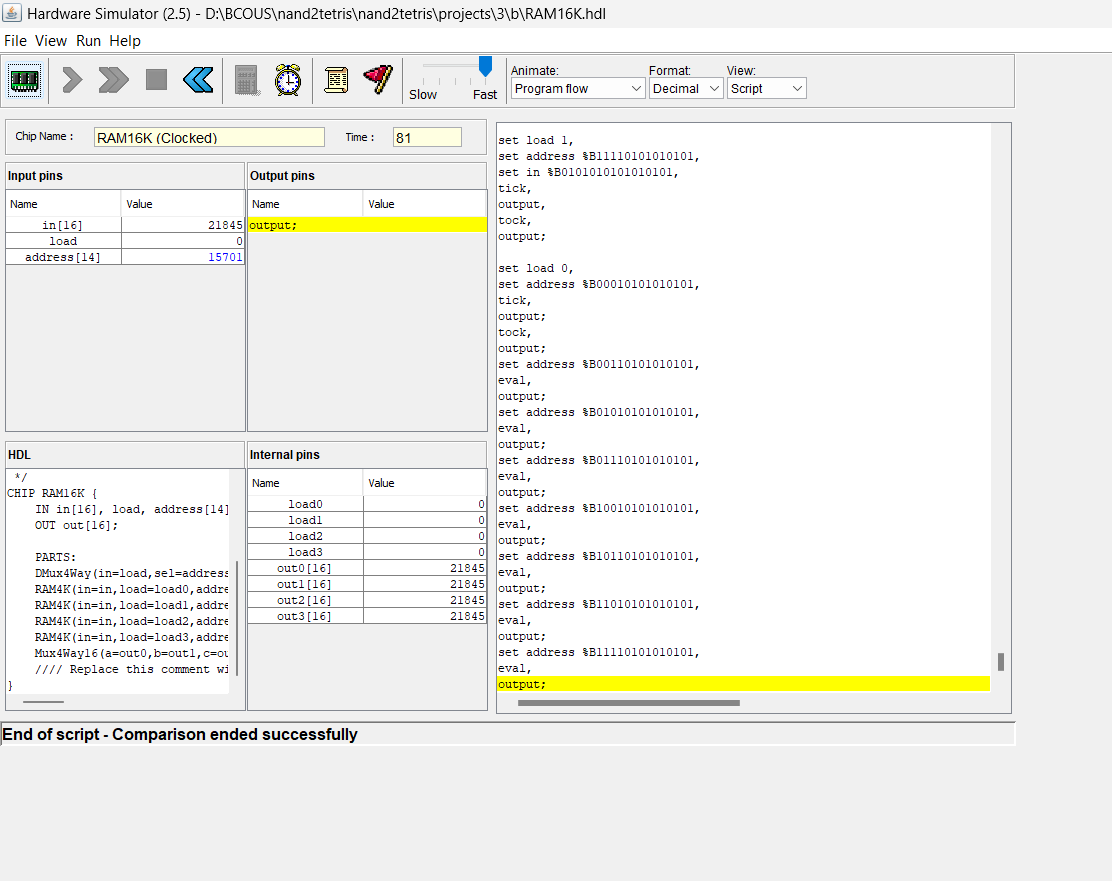 Hardware Simulator (2.5) - D:\BCOUS\nand2tetris\nand2tetris\projects\3\b\RAM16K.hdl
File View Run Help
Slow Fast
Animate: Format: View:
Program flow Decimal Script
Chip Name : RAM16K (Clocked) Time : 81
Input pins
Name Value
in[16] 21845
load 0
address[14] 15701
Output pins
Name Value
output;
HDL
*/
CHIP RAM16K {
IN in[16], load, address[14]
OUT out[16];
PARTS:
DMux4Way(in=load,sel=address
RAM4K(in=in,load=load0,addre
RAM4K(in=in,load=load1,addre
RAM4K(in=in,load=load2,addre
RAM4K(in=in,load=load3,addre
Mux4Way16(a=out0,b=out1,c=ou
//// Replace this comment wi
}
Internal pins
Name Value
load0 0
load1 0
load2 0
load3 0
out0[16] 21845
out1[16] 21845
out2[16] 21845
out3[16] 21845
set load 1,
set address %B11110101010101,
set in %B0101010101010101,
tick,
output,
tock,
output;
set load 0,
set address %B00010101010101,
tick,
output;
tock,
output;
set address %B00110101010101,
eval,
output;
set address %B01010101010101,
eval,
output;
set address %B01110101010101,
eval,
output;
set address %B10010101010101,
eval,
output;
set address %B10110101010101,
eval,
output;
set address %B11010101010101,
eval,
output;
set address %B11110101010101,
eval,
output;
End of script - Comparison ended successfully